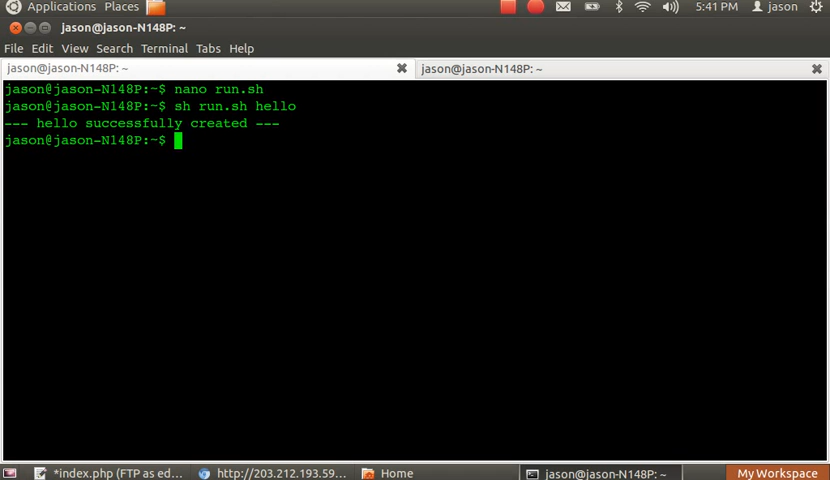 Applications Places 5:41 PM jason
jason@jason-N148P: ~
File Edit View Search Terminal Tabs Help
jason@jason-N148P: ~ jason@jason-N148P: ~
jason@jason-N148P:~$ nano run.sh
jason@jason-N148P:~$ sh run.sh hello
--- hello successfully created ---
jason@jason-N148P:~$
*index.php (FTP as ed... http://203.212.193.59... Home jason@jason-N148P: ~ My Workspace